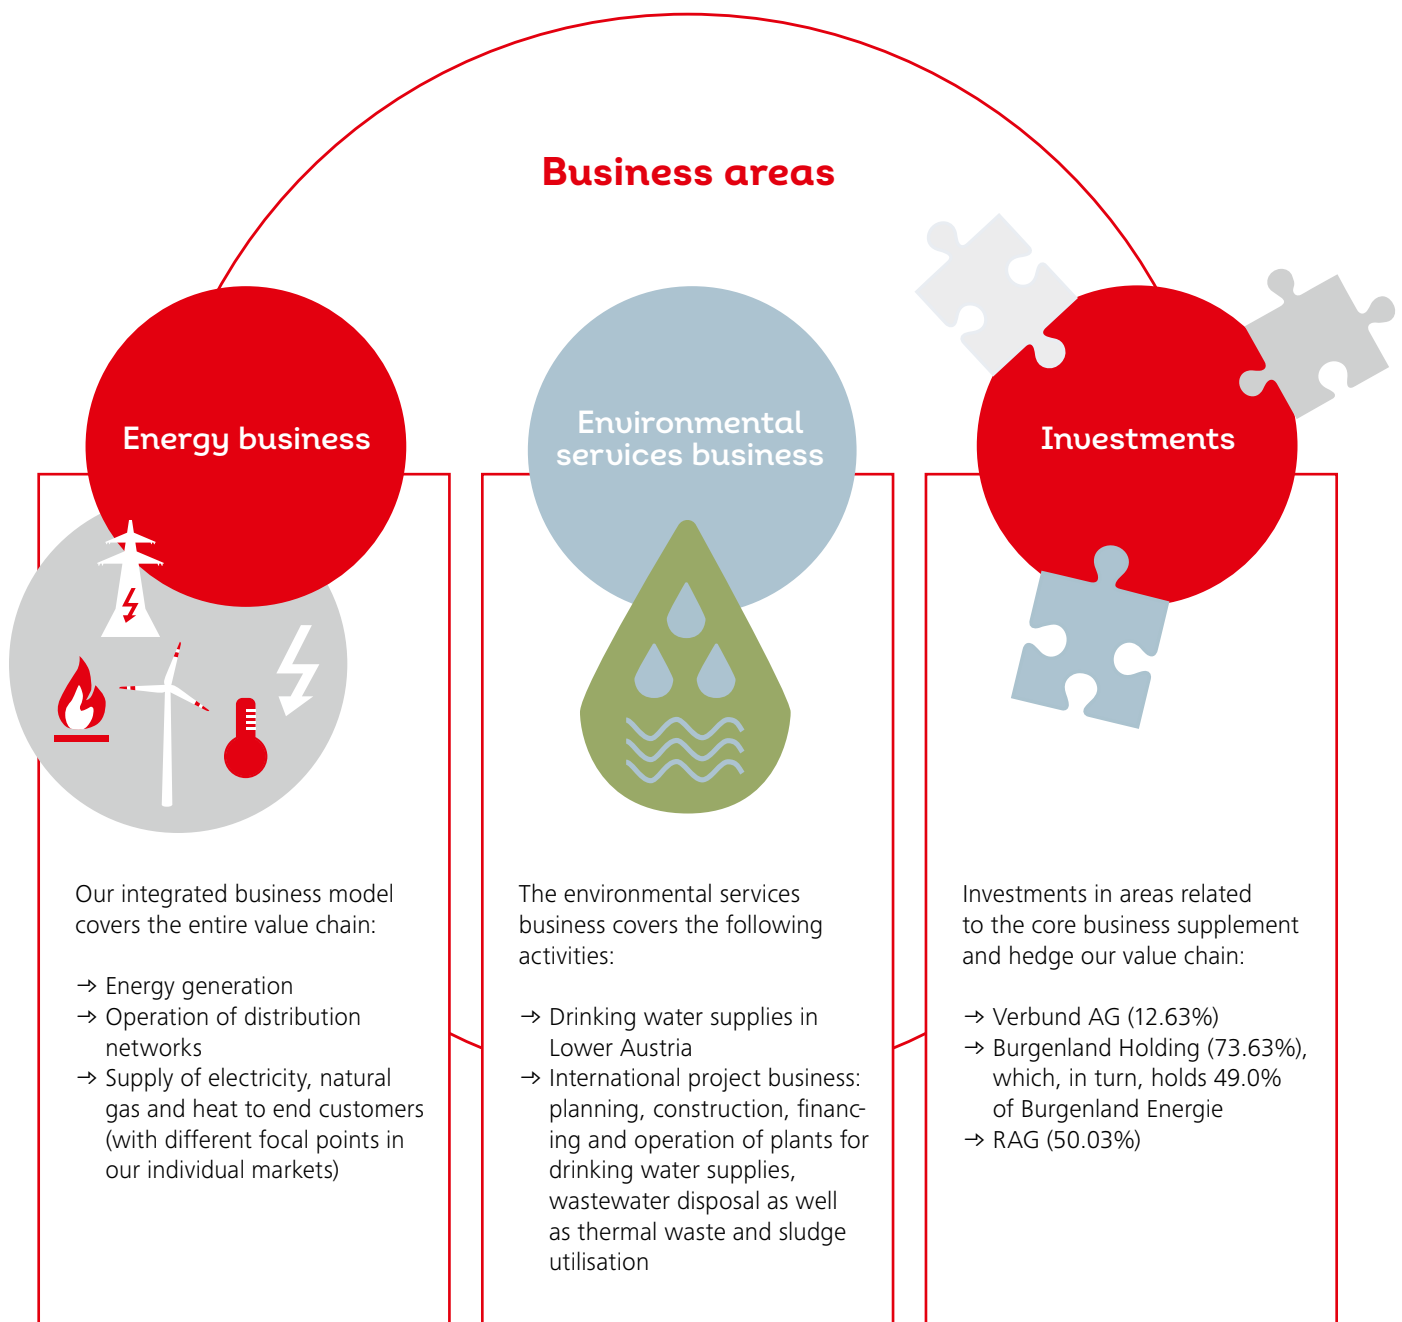 Business areas
Energy business
Environmental
services business
Investments
Our integrated business model
covers the entire value chain:
→ Energy generation
→ Operation of distribution
networks
→ Supply of electricity, natural
gas and heat to end customers
(with different focal points in
our individual markets)
The environmental services
business covers the following
activities:
→ Drinking water supplies in
Lower Austria
→ International project business:
planning, construction, financ-
ing and operation of plants for
drinking water supplies,
wastewater disposal as well
as thermal waste and sludge
utilisation
Investments in areas related
to the core business supplement
and hedge our value chain:
→ Verbund AG (12.63%)
→ Burgenland Holding (73.63%),
which, in turn, holds 49.0%
of Burgenland Energie
→ RAG (50.03%)